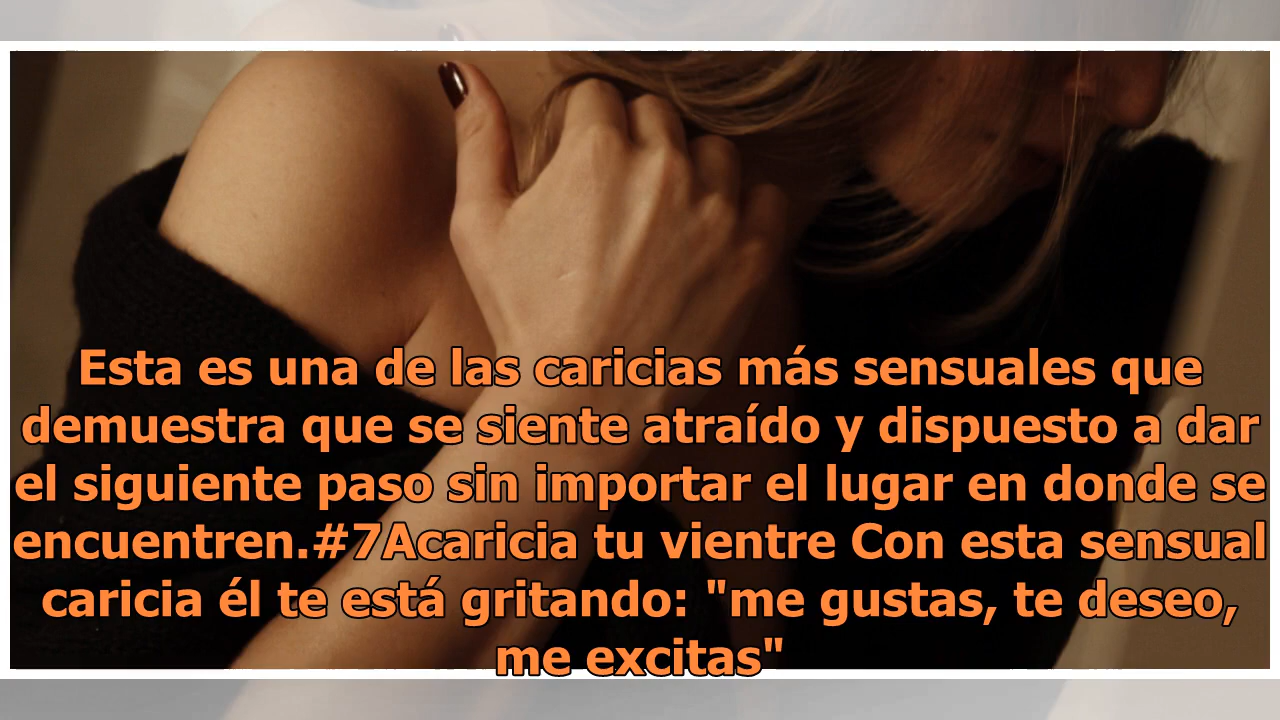 Esta es una de las caricias más sensuales que
demuestra que se siente atraído y dispuesto a dar
el siguiente paso sin importar el lugar en donde se
encuentren.#7Acaricia tu vientre Con esta sensual
caricia él te está gritando: "me gustas, te deseo,
me excitas"